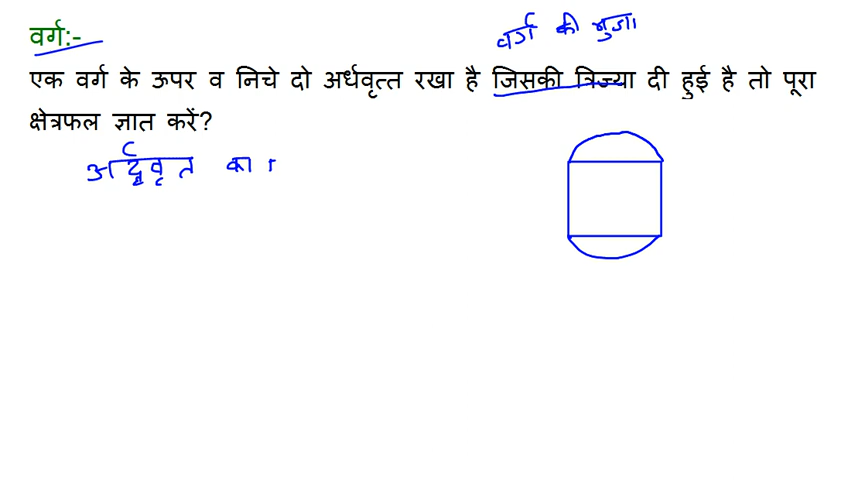 वर्ग:-
वर्ग की भुजा
एक वर्ग के ऊपर व निचे दो अर्धवृत्त रखा है जिसकी त्रिज्या दी हुई है तो पूरा
क्षेत्रफल ज्ञात करें?
अर्द्धवृत का